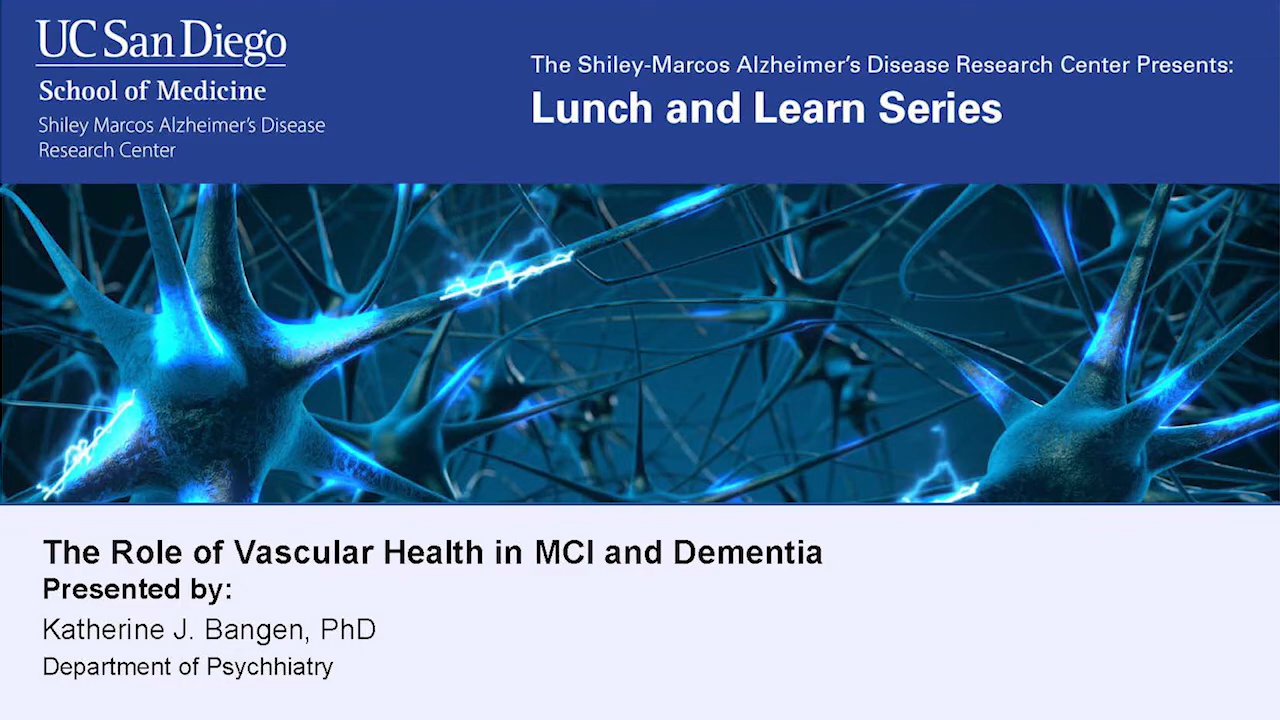 UC San Diego
School of Medicine
Shiley Marcos Alzheimer's Disease
Research Center
The Shiley-Marcos Alzheimer's Disease Research Center Presents:
Lunch and Learn Series
The Role of Vascular Health in MCI and Dementia
Presented by:
Katherine J. Bangen, PhD
Department of Psychhiatry